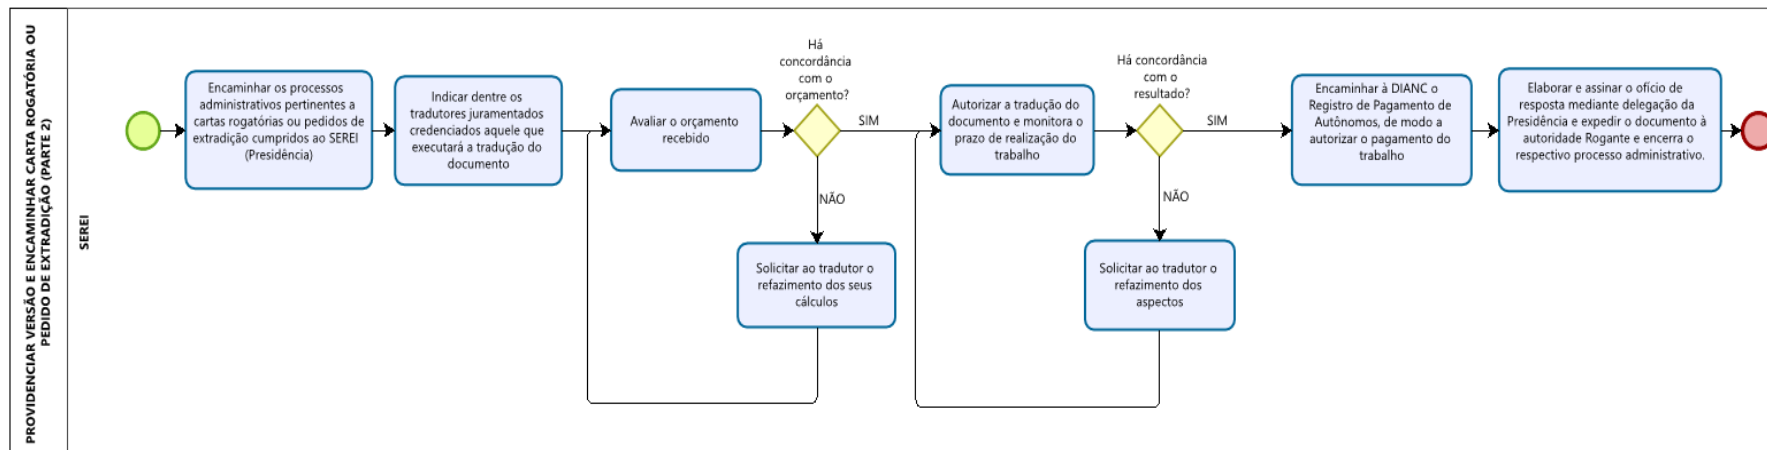 PROVIDENCIAR VERSÃO E ENCAMINHAR CARTA ROGATÓRIA OU
PEDIDO DE EXTRADIÇÃO (PARTE 2)
SEREI
Encaminhar os processos
administrativos pertinentes a
cartas rogatórias ou pedidos de
extradição cumpridos ao SEREI
(Presidência)
Indicar dentre os
tradutores juramentados
credenciados aquele que
executará a tradução do
documento
Avaliar o orçamento
recebido
Há
concordância
com o
orçamento?
SIM
NÃO
Solicitar ao tradutor o
refazimento dos seus
cálculos
Autorizar a tradução do
documento e monitora o
prazo de realização do
trabalho
Há concordância
com o
resultado?
SIM
NÃO
Solicitar ao tradutor o
refazimento dos
aspectos
Encaminhar à DIANC o
Registro de Pagamento de
Autônomos, de modo a
autorizar o pagamento do
trabalho
Elaborar e assinar o ofício de
resposta mediante delegação da
Presidência e expedir o documento à
autoridade Rogante e encerra o
respectivo processo administrativo.